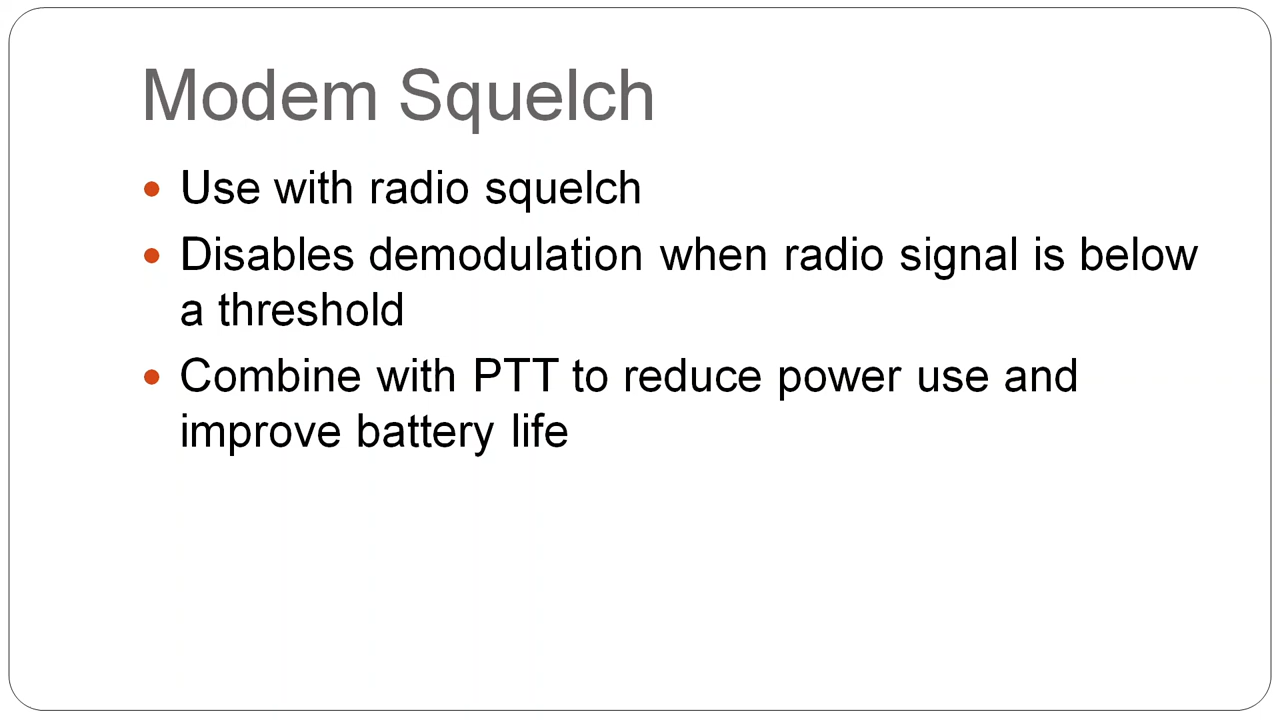 Modem Squelch
• Use with radio squelch
• Disables demodulation when radio signal is below
a threshold
• Combine with PTT to reduce power use and
improve battery life